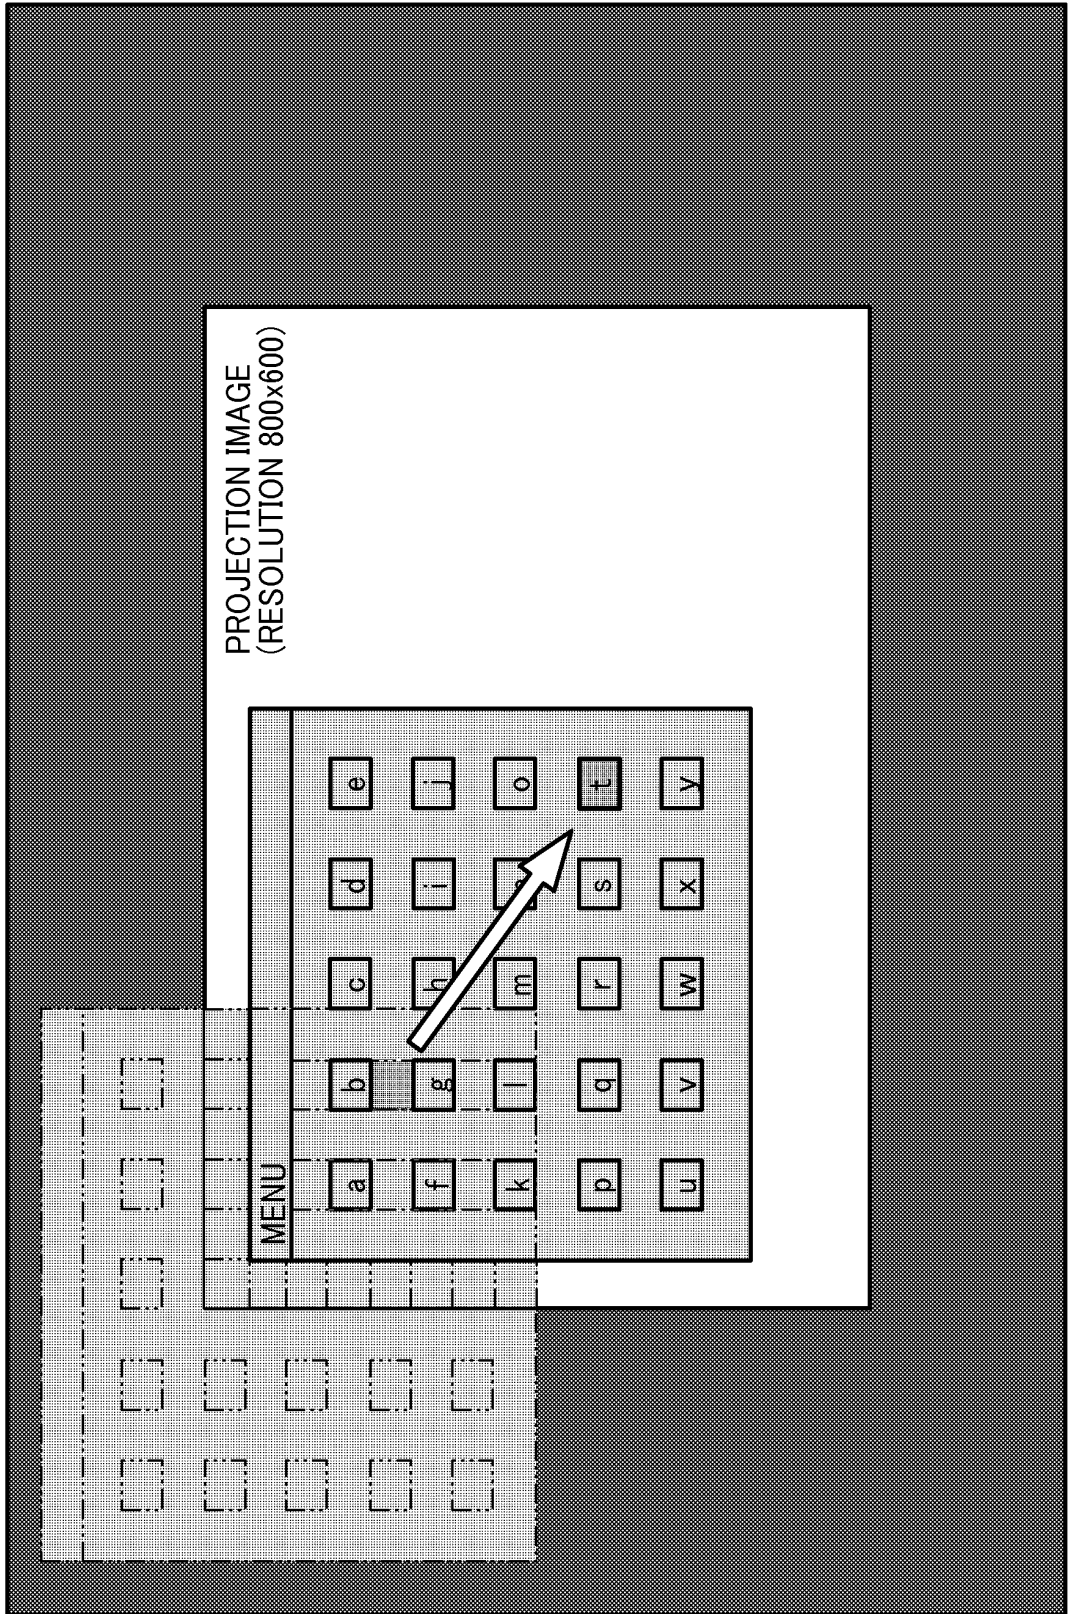 PROJECTION IMAGE
(RESOLUTION 800x600)
MENU
a b c d e
f g h i j
k l m o
p q r s t
u v w x y